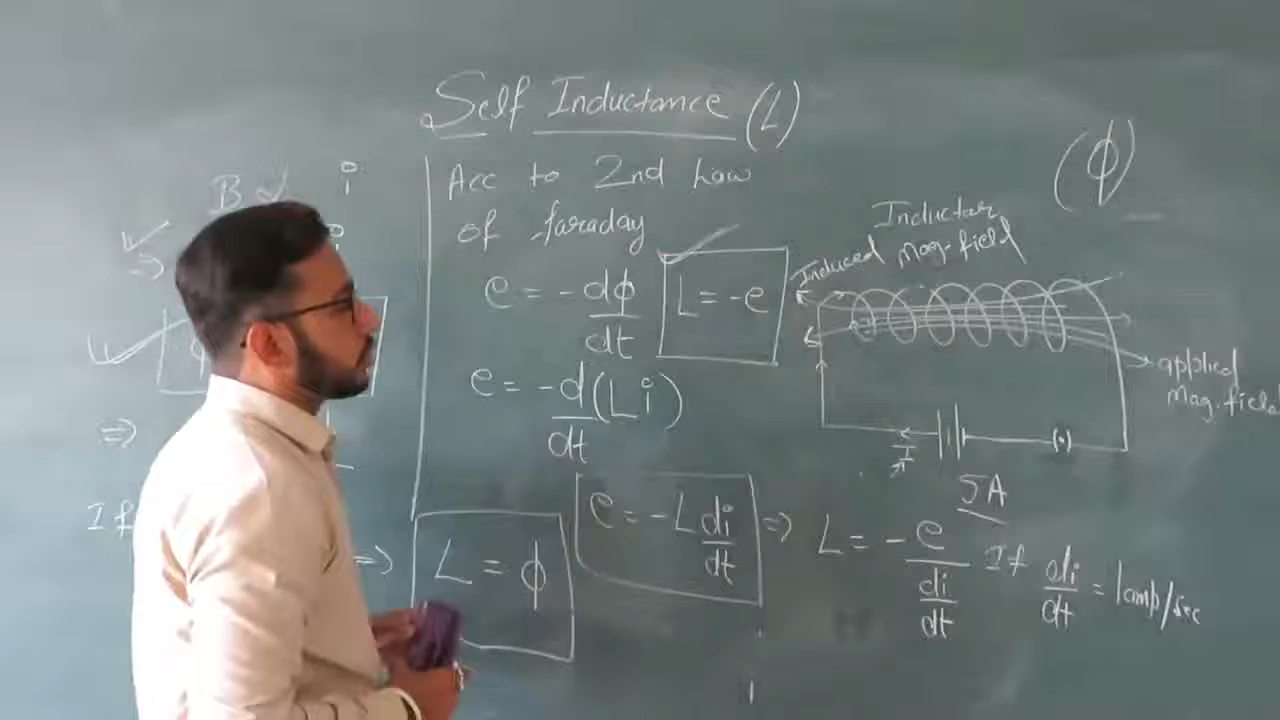 Self Inductance (L)
B ✓ i
⇒
⇒
If
⇒ L = ϕ
Acc to 2nd Law
of faraday
e = -dϕ/dt
L = -e
e = -d/dt (Li)
e = -L di/dt ⇒ L = -e/(di/dt) If di/dt = 1amp/sec
(ϕ)
Inductor
Induced Mag. field
applied
Mag. field
I
(·)
5A